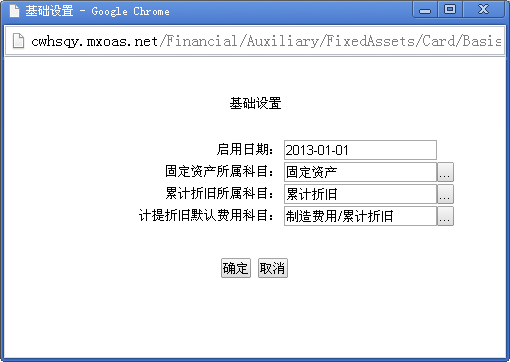 基础设置 - Google Chrome
cwhsqy.mxoas.net/Financial/Auxiliary/FixedAssets/Card/Basis
基础设置
启用日期： 2013-01-01
固定资产所属科目： 固定资产 ...
累计折旧所属科目： 累计折旧 ...
计提折旧默认费用科目： 制造费用/累计折旧 ...
确定 取消